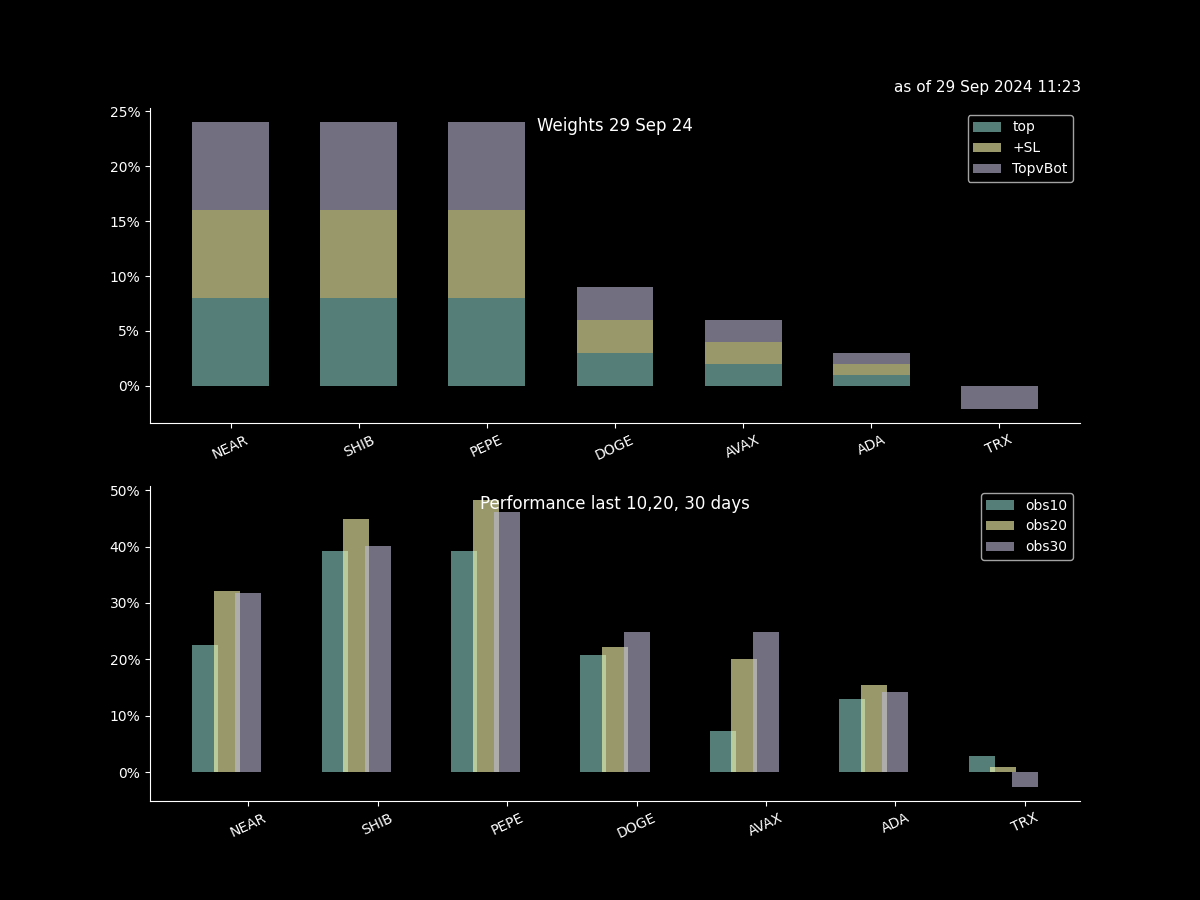 as of 29 Sep 2024 11:23
Weights 29 Sep 24
25%
20%
15%
10%
5%
0%
top
+SL
TopvBot
NEAR SHIB PEPE DOGE AVAX ADA TRX
Performance last 10,20, 30 days
50%
40%
30%
20%
10%
0%
obs10
obs20
obs30
NEAR SHIB PEPE DOGE AVAX ADA TRX